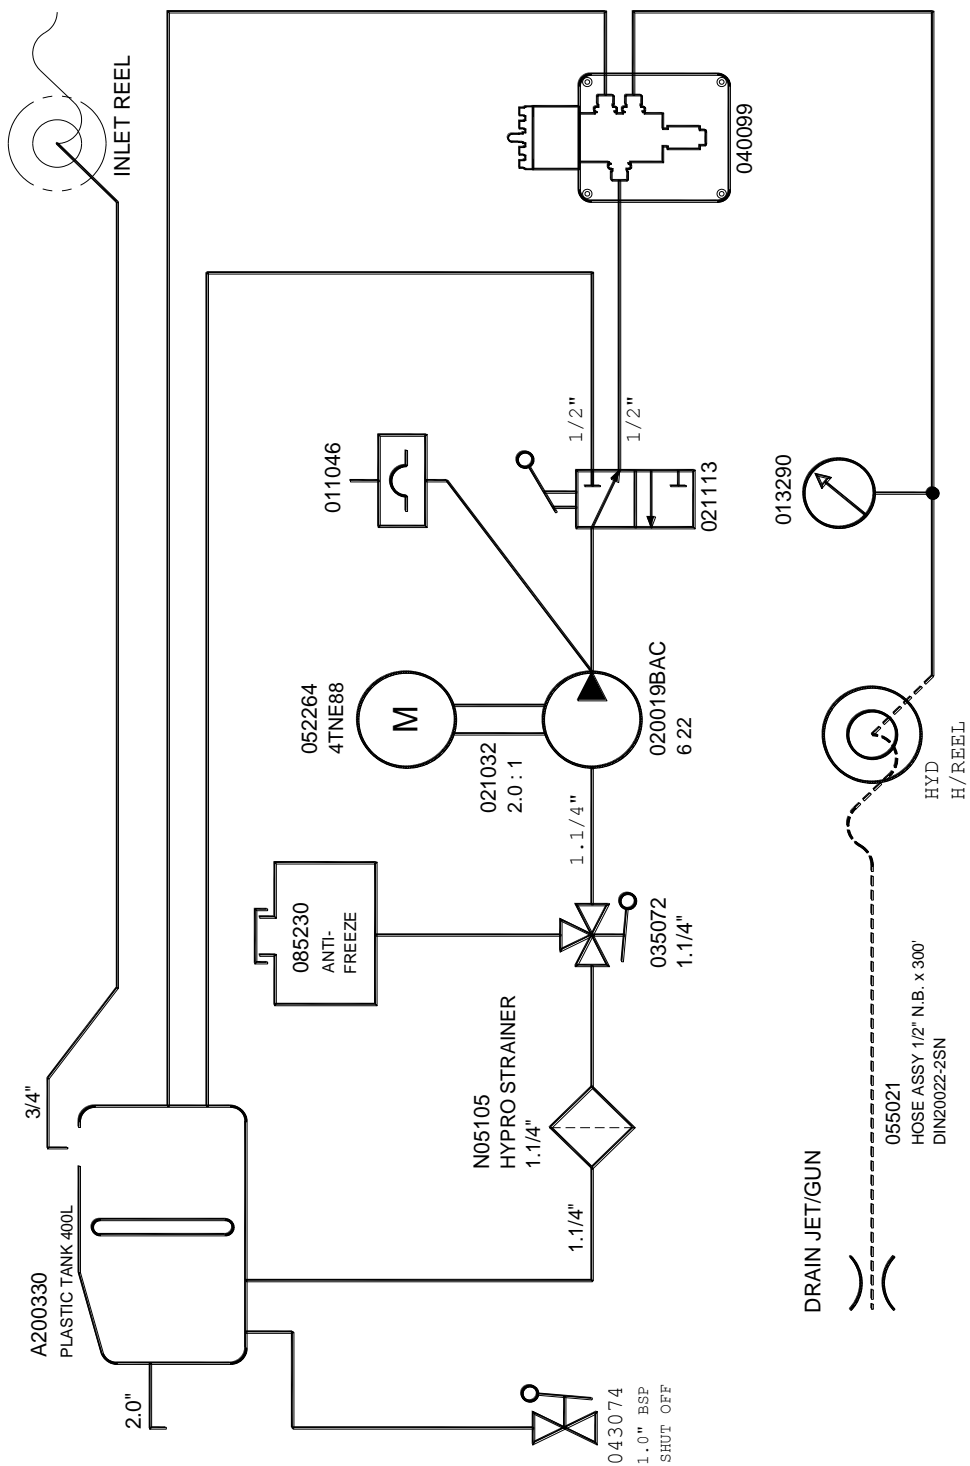 INLET REEL
3/4"
A200330
PLASTIC TANK 400L
2.0"
011046
052264
4TNE88
M
021032
2.0 : 1
085230
ANTI-
FREEZE
040099
1/2"
1/2"
021113
020019BAC
6 22
1.1/4"
035072
1.1/4"
N05105
HYPRO STRAINER
1.1/4"
1.1/4"
043074
1.0" BSP
SHUT OFF
013290
HYD
H/REEL
055021
HOSE ASSY 1/2" N.B. x 300'
DIN20022-2SN
DRAIN JET/GUN